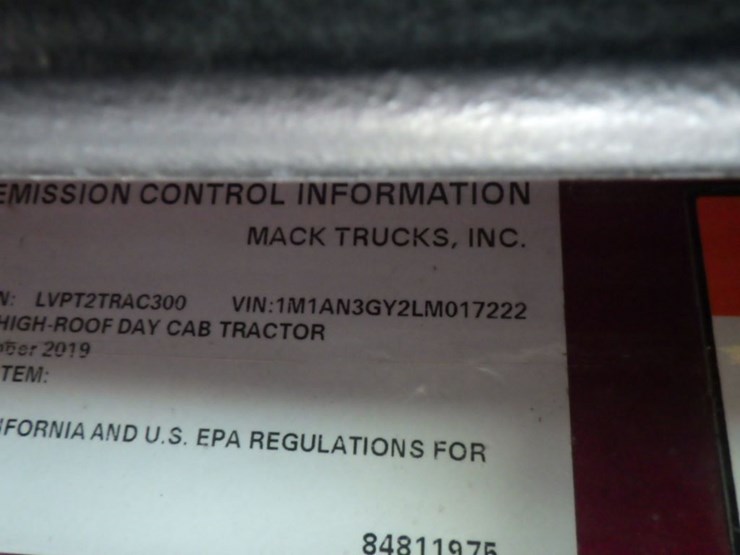 EMISSION CONTROL INFORMATION
MACK TRUCKS, INC.
N: LVPT2TRAC300 VIN:1M1AN3GY2LM017222
HIGH-ROOF DAY CAB TRACTOR
ber 2019
TEM:
IFORNIA AND U.S. EPA REGULATIONS FOR
84811975